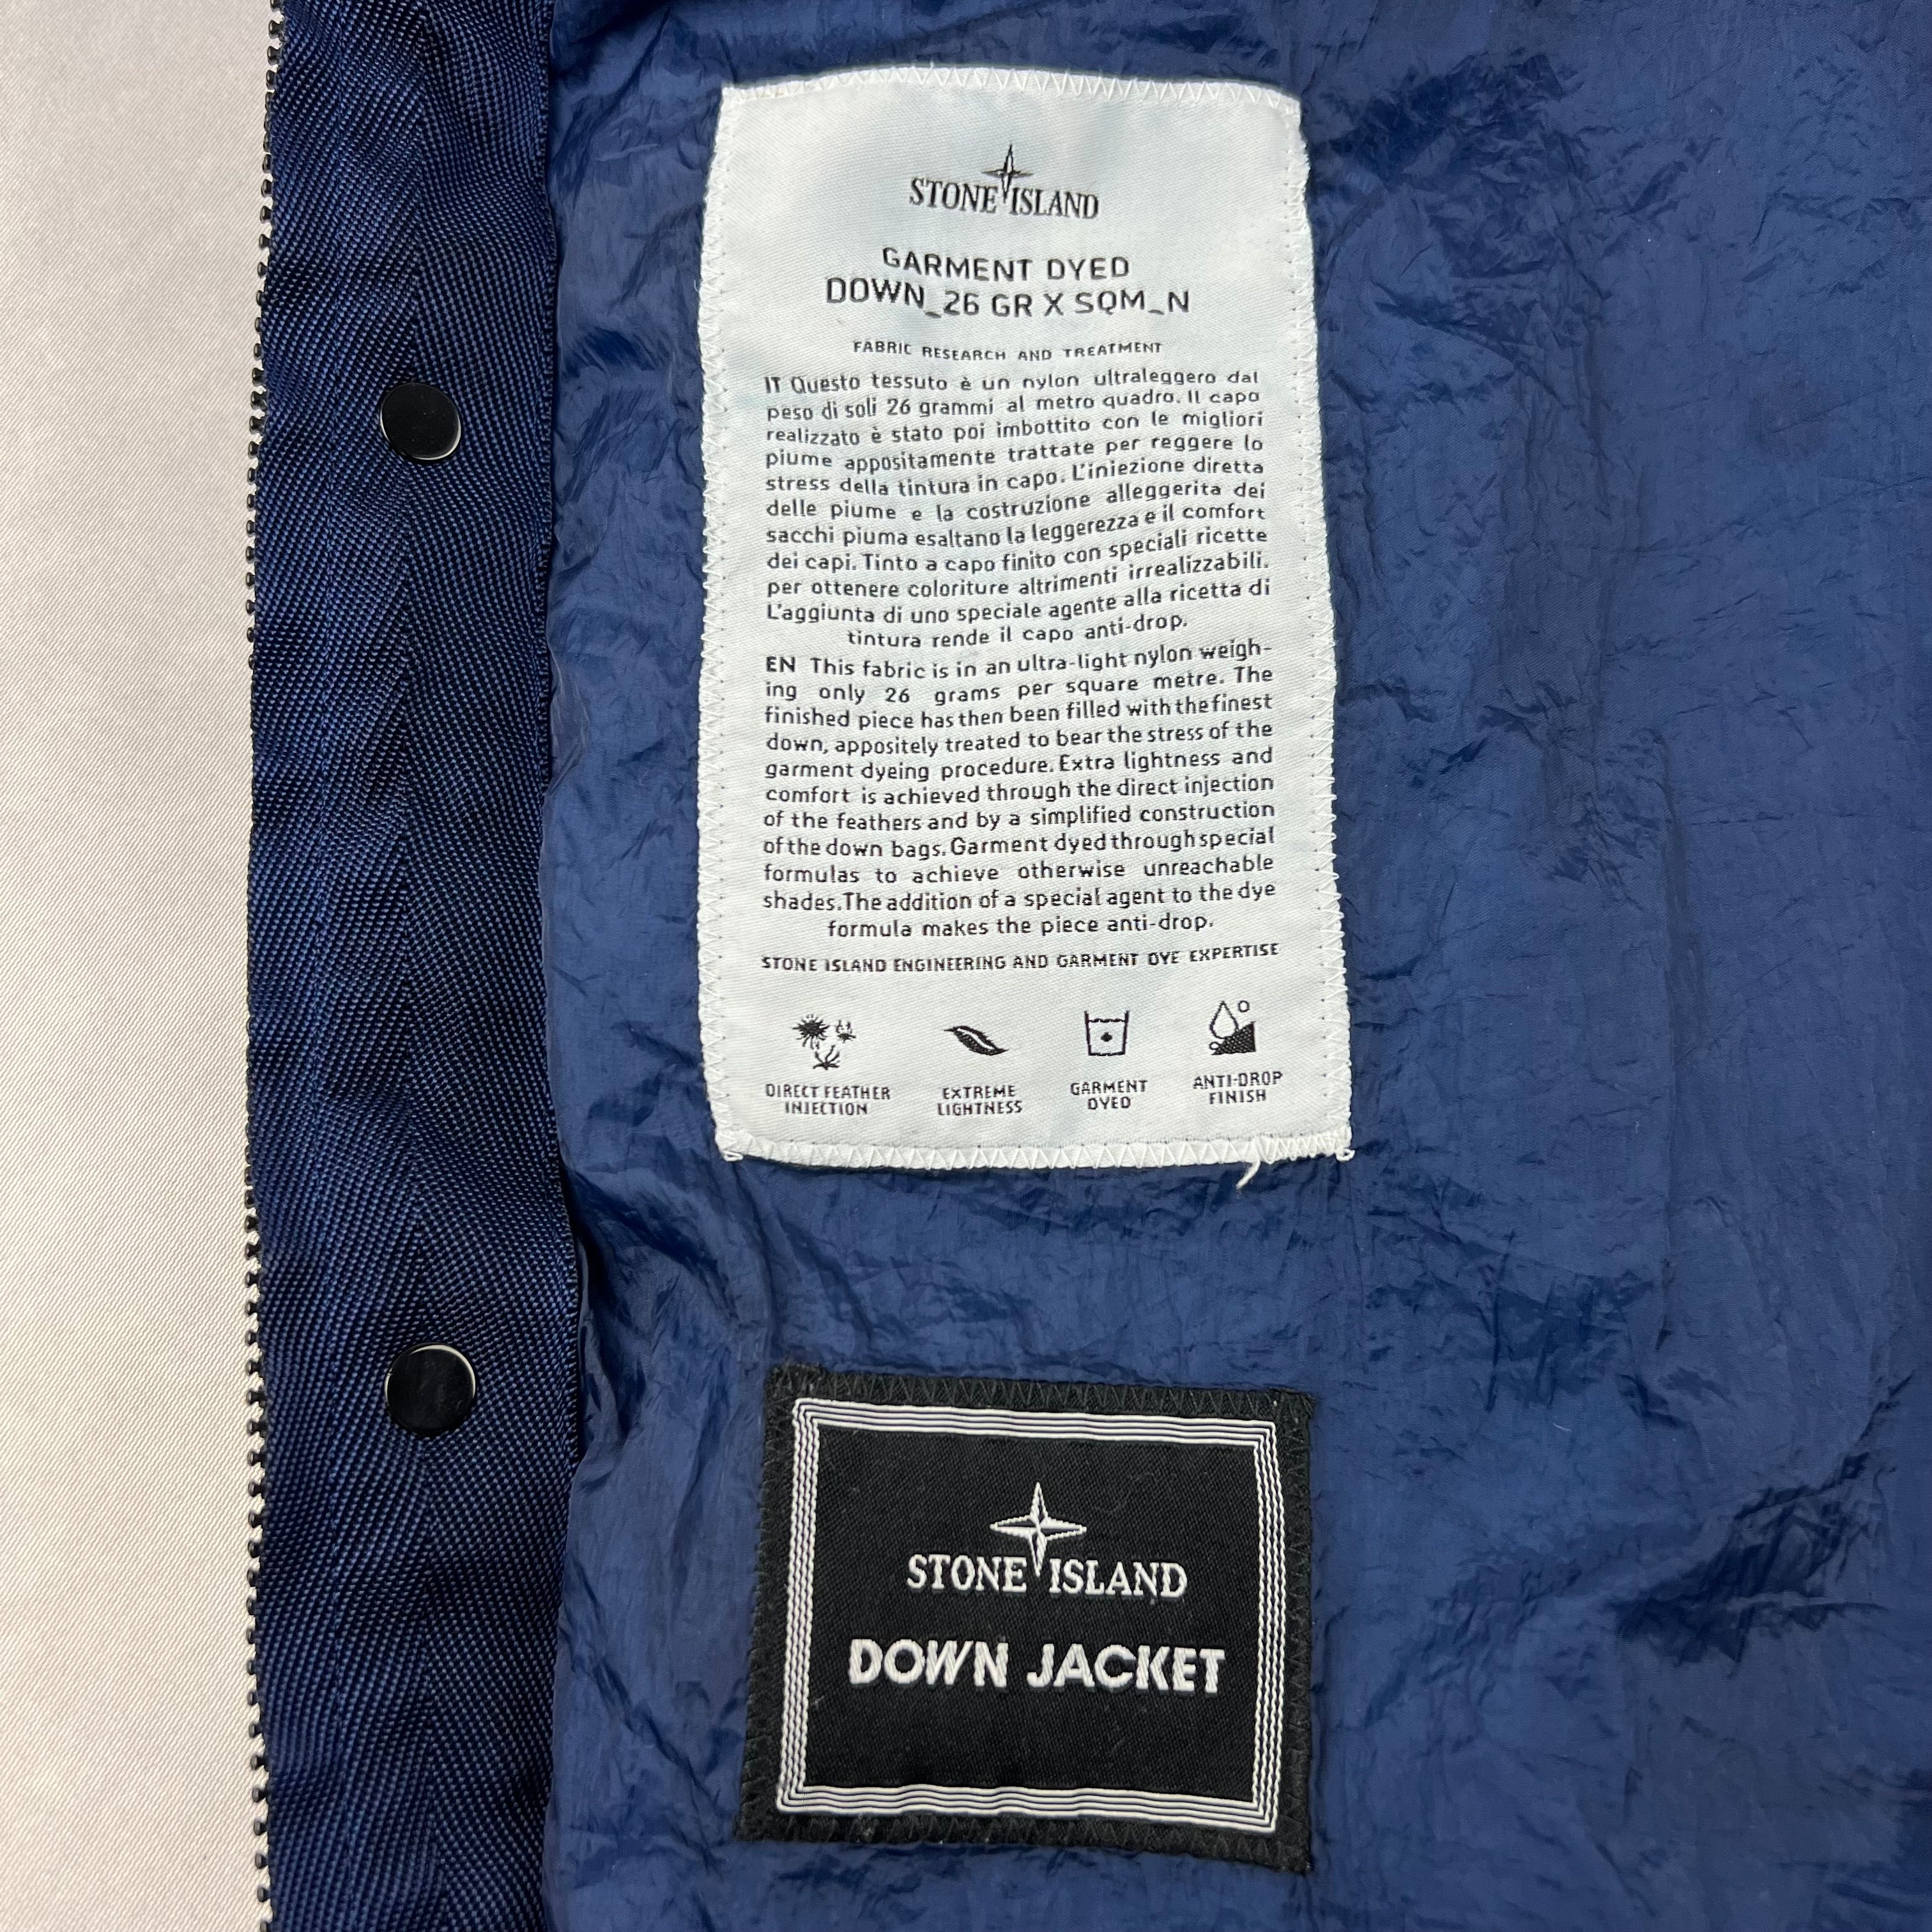 STONE ISLAND
GARMENT DYED
DOWN_26 GR X SQM_N
FABRIC RESEARCH AND TREATMENT
IT Questo tessuto è un nylon ultraleggero dal
peso di soli 26 grammi al metro quadro. Il capo
realizzato è stato poi imbottito con le migliori
piume appositamente trattate per reggere lo
stress della tintura in capo. L'iniezione diretta
delle piume e la costruzione alleggerita dei
sacchi piuma esaltano la leggerezza e il comfort
dei capi. Tinto a capo finito con speciali ricette
per ottenere coloriture altrimenti irrealizzabili.
L'aggiunta di uno speciale agente alla ricetta di
tintura rende il capo anti-drop.
EN This fabric is in an ultra-light nylon weigh-
ing only 26 grams per square metre. The
finished piece has then been filled with the finest
down, appositely treated to bear the stress of the
garment dyeing procedure. Extra lightness and
comfort is achieved through the direct injection
of the feathers and by a simplified construction
of the down bags. Garment dyed through special
formulas to achieve otherwise unreachable
shades. The addition of a special agent to the dye
formula makes the piece anti-drop.
STONE ISLAND ENGINEERING AND GARMENT DYE EXPERTISE
DIRECT FEATHER
INJECTION
EXTREME
LIGHTNESS
GARMENT
DYED
ANTI-DROP
FINISH
STONE ISLAND
DOWN JACKET